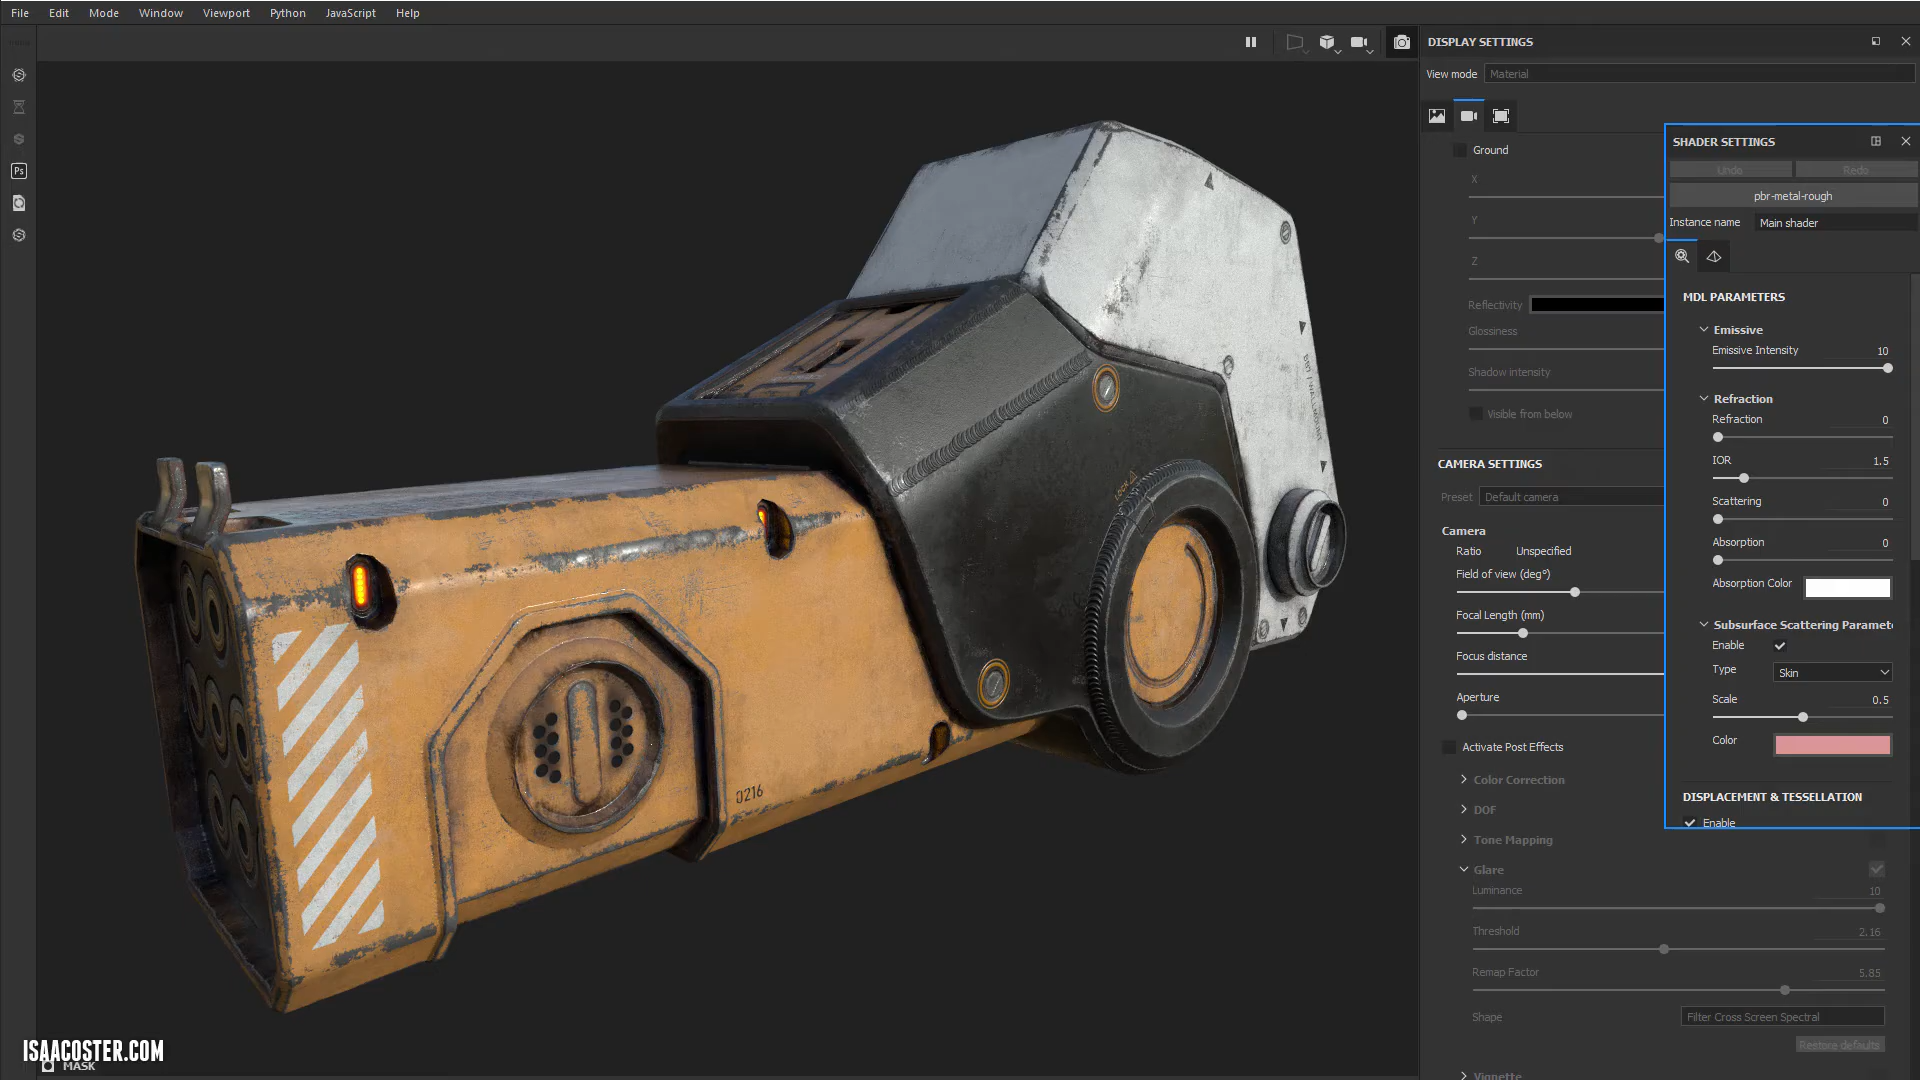 File Edit Mode Window Viewport Python JavaScript Help
DISPLAY SETTINGS
View mode Material
Ground
X
Y
Z
Reflectivity
Glossiness
Shadow intensity
Visible from below
CAMERA SETTINGS
Preset Default camera
Camera
Ratio Unspecified
Field of view (deg°)
Focal Length (mm)
Focus distance
Aperture
Activate Post Effects
Color Correction
DOF
Tone Mapping
Glare
Luminance 10
Threshold 2.16
Remap Factor 5.85
Shape Filter Cross Screen Spectral
Restore defaults
Vignette
SHADER SETTINGS
Undo Redo
pbr-metal-rough
Instance name Main shader
MDL PARAMETERS
Emissive
Emissive Intensity 10
Refraction
Refraction 0
IOR 1.5
Scattering 0
Absorption 0
Absorption Color
Subsurface Scattering Paramet
Enable
Type Skin
Scale 0.5
Color
DISPLACEMENT & TESSELLATION
Enable
Ps
LOCK
0216
ISAACOSTER.COM
MASK